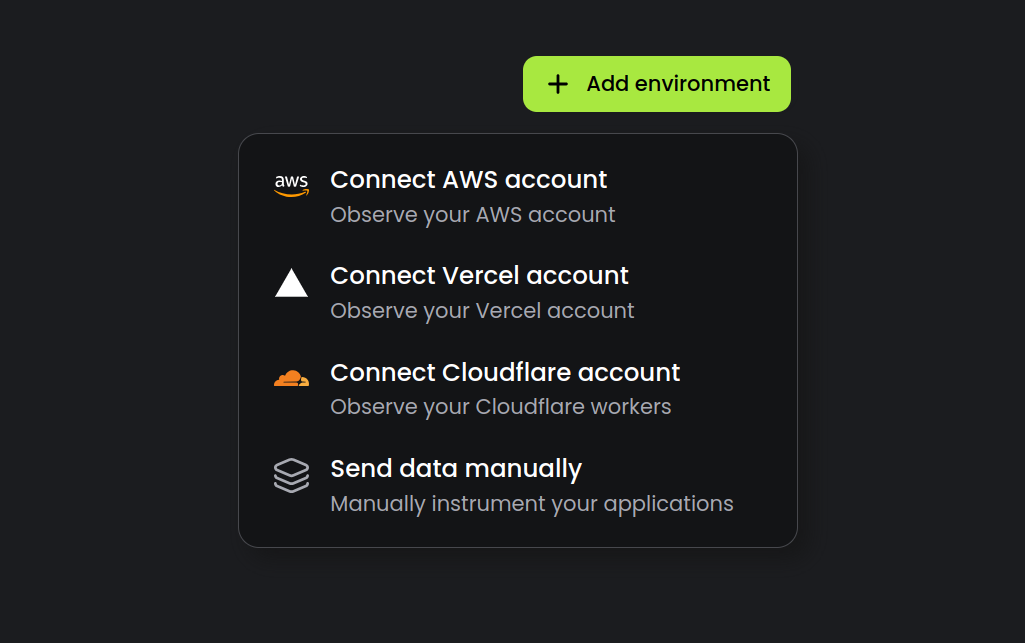 Add environment
aws
Connect AWS account
Observe your AWS account
Connect Vercel account
Observe your Vercel account
Connect Cloudflare account
Observe your Cloudflare workers
Send data manually
Manually instrument your applications